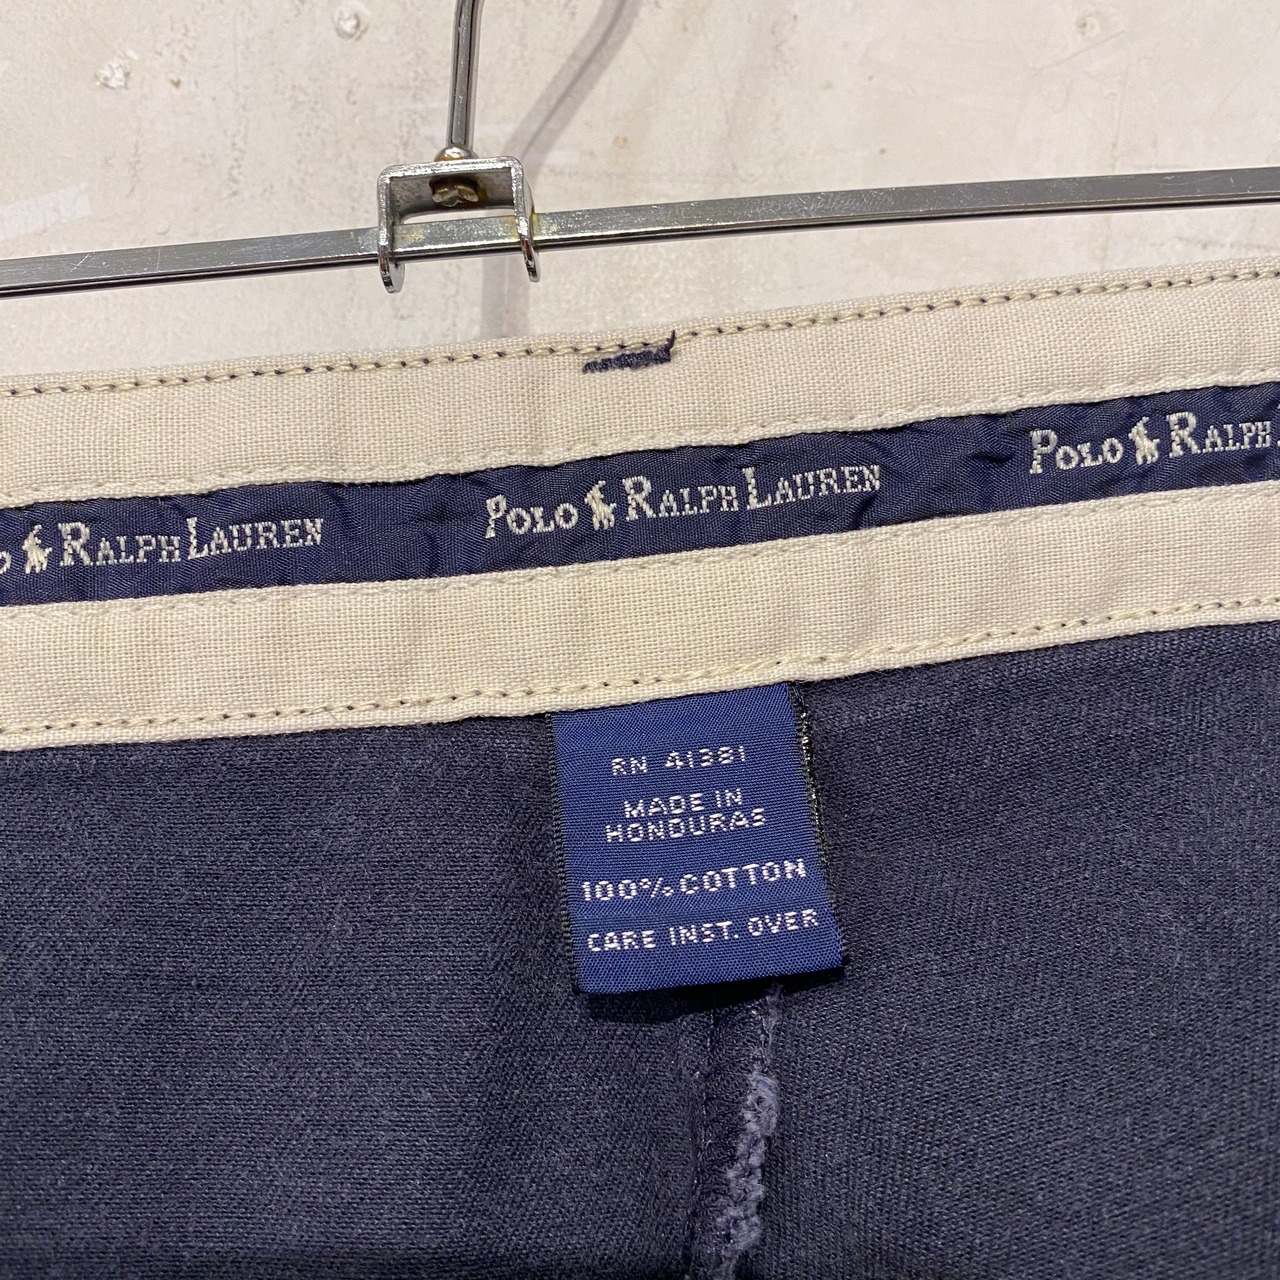 RALPH LAUREN POLO RALPH LAUREN POLO RALPH
RN 41381
MADE IN
HONDURAS
100% COTTON
CARE INST. OVER